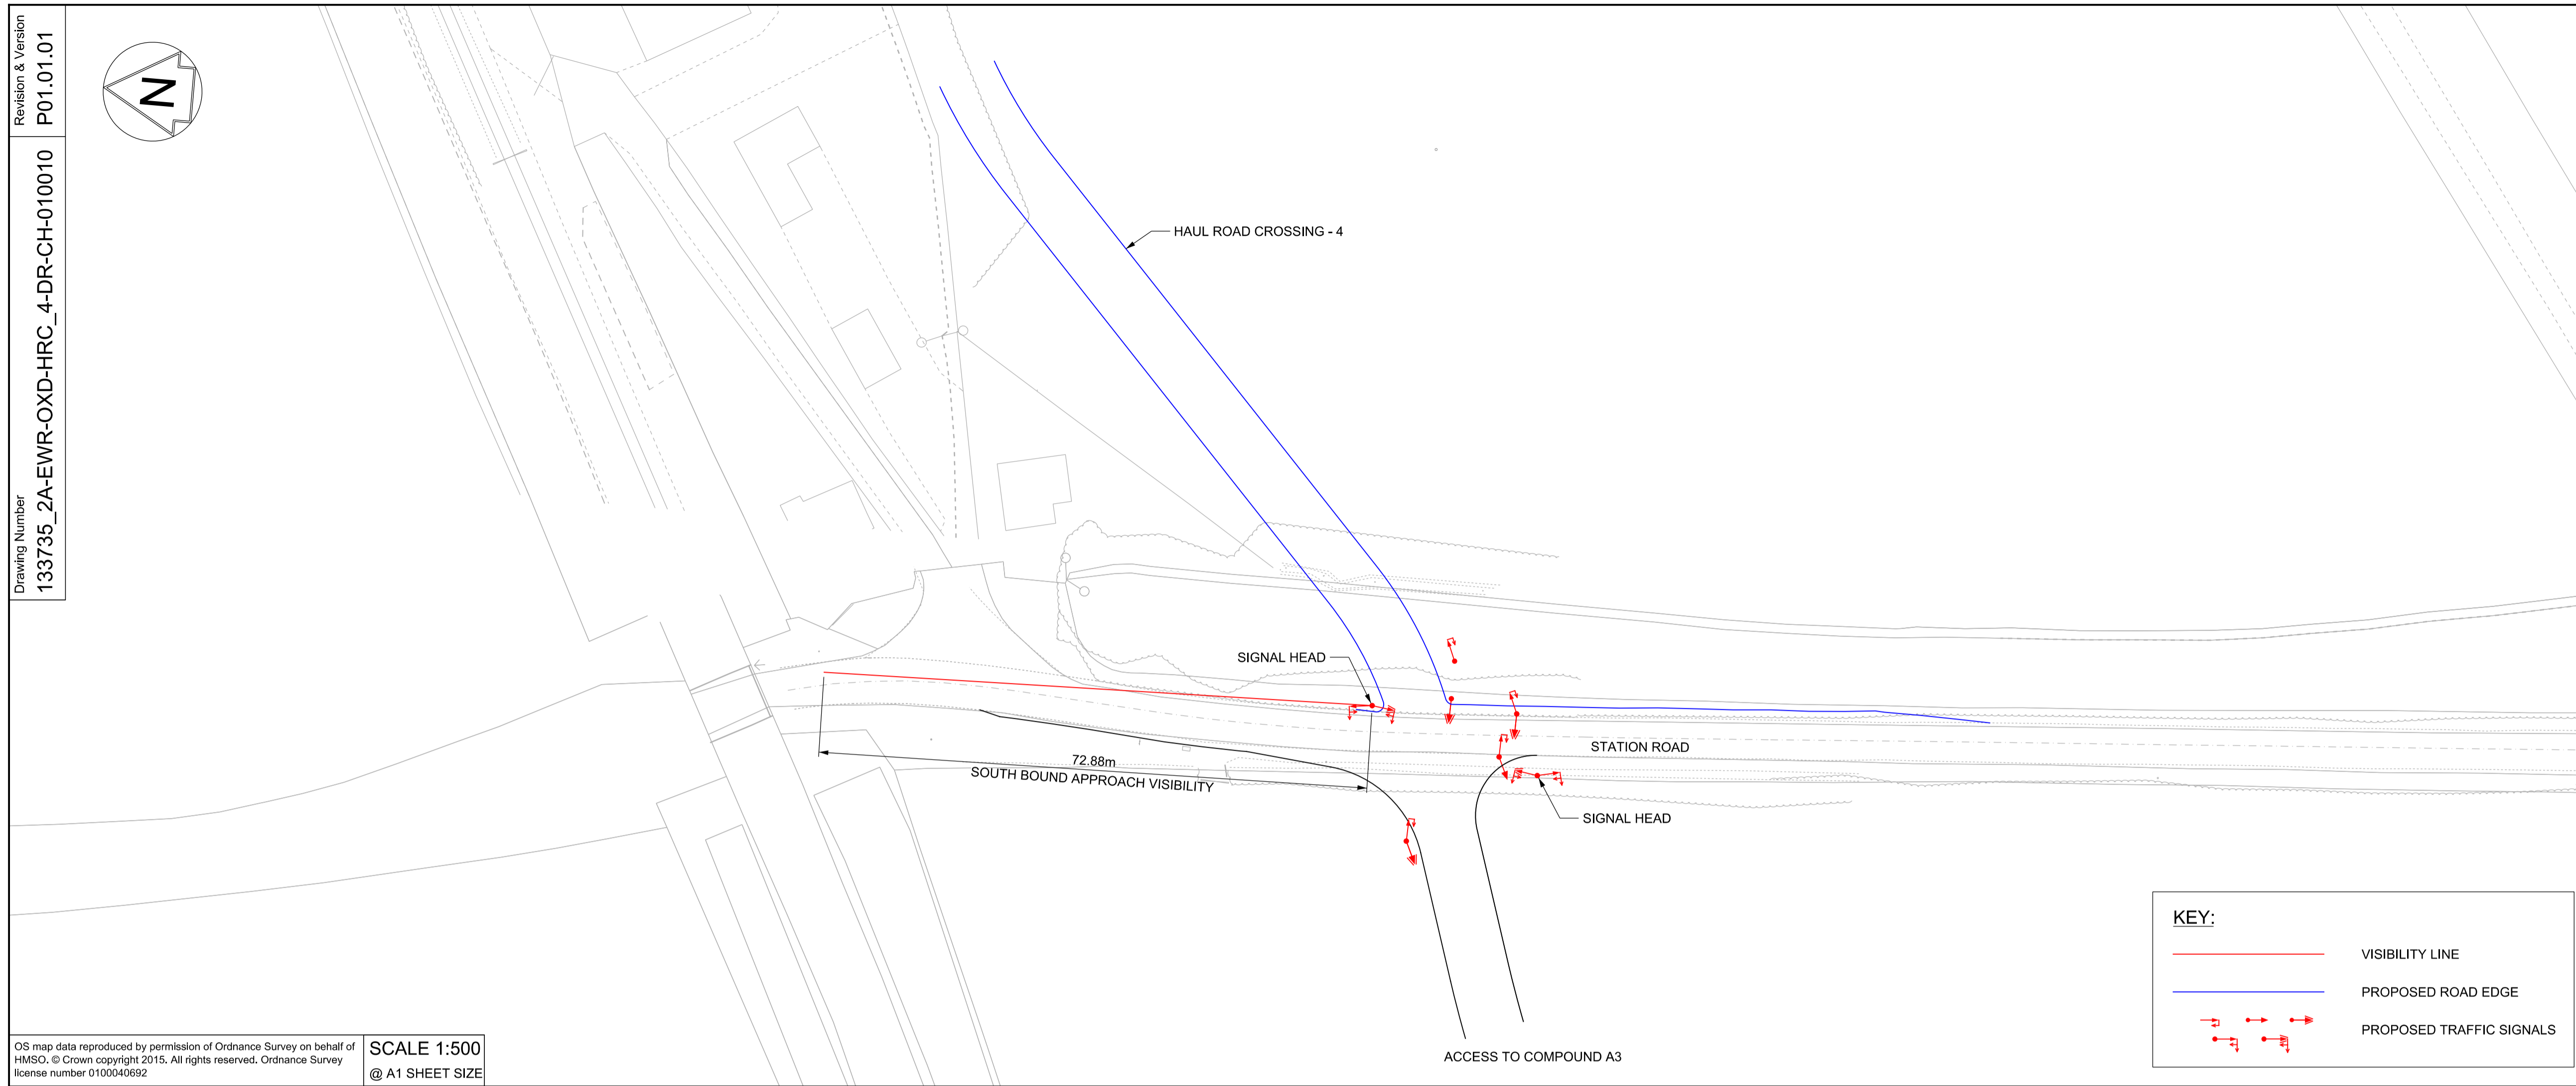 Revision & Version
P01.01.01
Drawing Number
133735_2A-EWR-OXD-HRC_4-DR-CH-010010
N
HAUL ROAD CROSSING - 4
SIGNAL HEAD
STATION ROAD
72.88m
SOUTH BOUND APPROACH VISIBILITY
SIGNAL HEAD
ACCESS TO COMPOUND A3
KEY:
VISIBILITY LINE
PROPOSED ROAD EDGE
PROPOSED TRAFFIC SIGNALS
OS map data reproduced by permission of Ordnance Survey on behalf of
HMSO. © Crown copyright 2015. All rights reserved. Ordnance Survey
license number 0100040692
SCALE 1:500
@ A1 SHEET SIZE